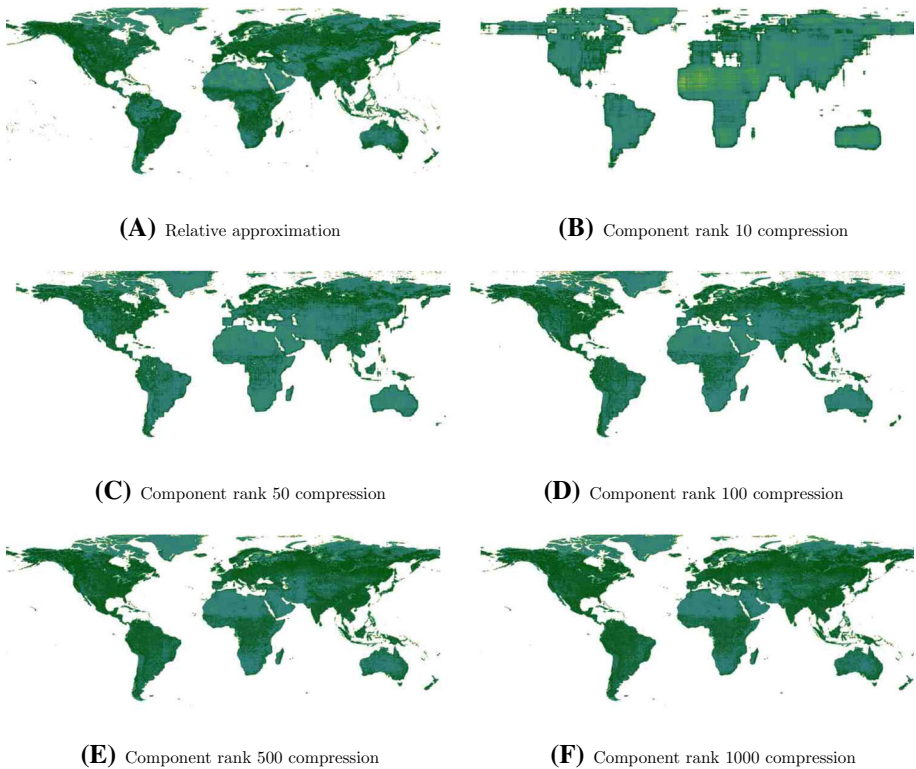 (A) Relative approximation
(B) Component rank 10 compression
(C) Component rank 50 compression
(D) Component rank 100 compression
(E) Component rank 500 compression
(F) Component rank 1000 compression